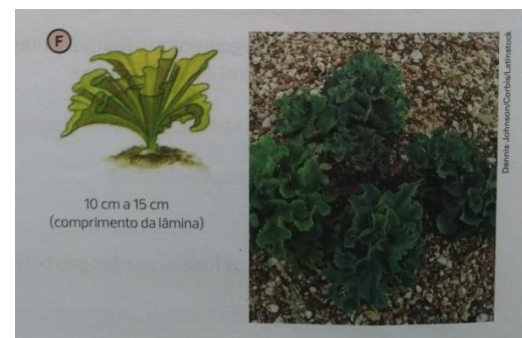 F
10 cm a 15 cm
(comprimento da lâmina)
Dennis Johnson/Corbis/Latinstock